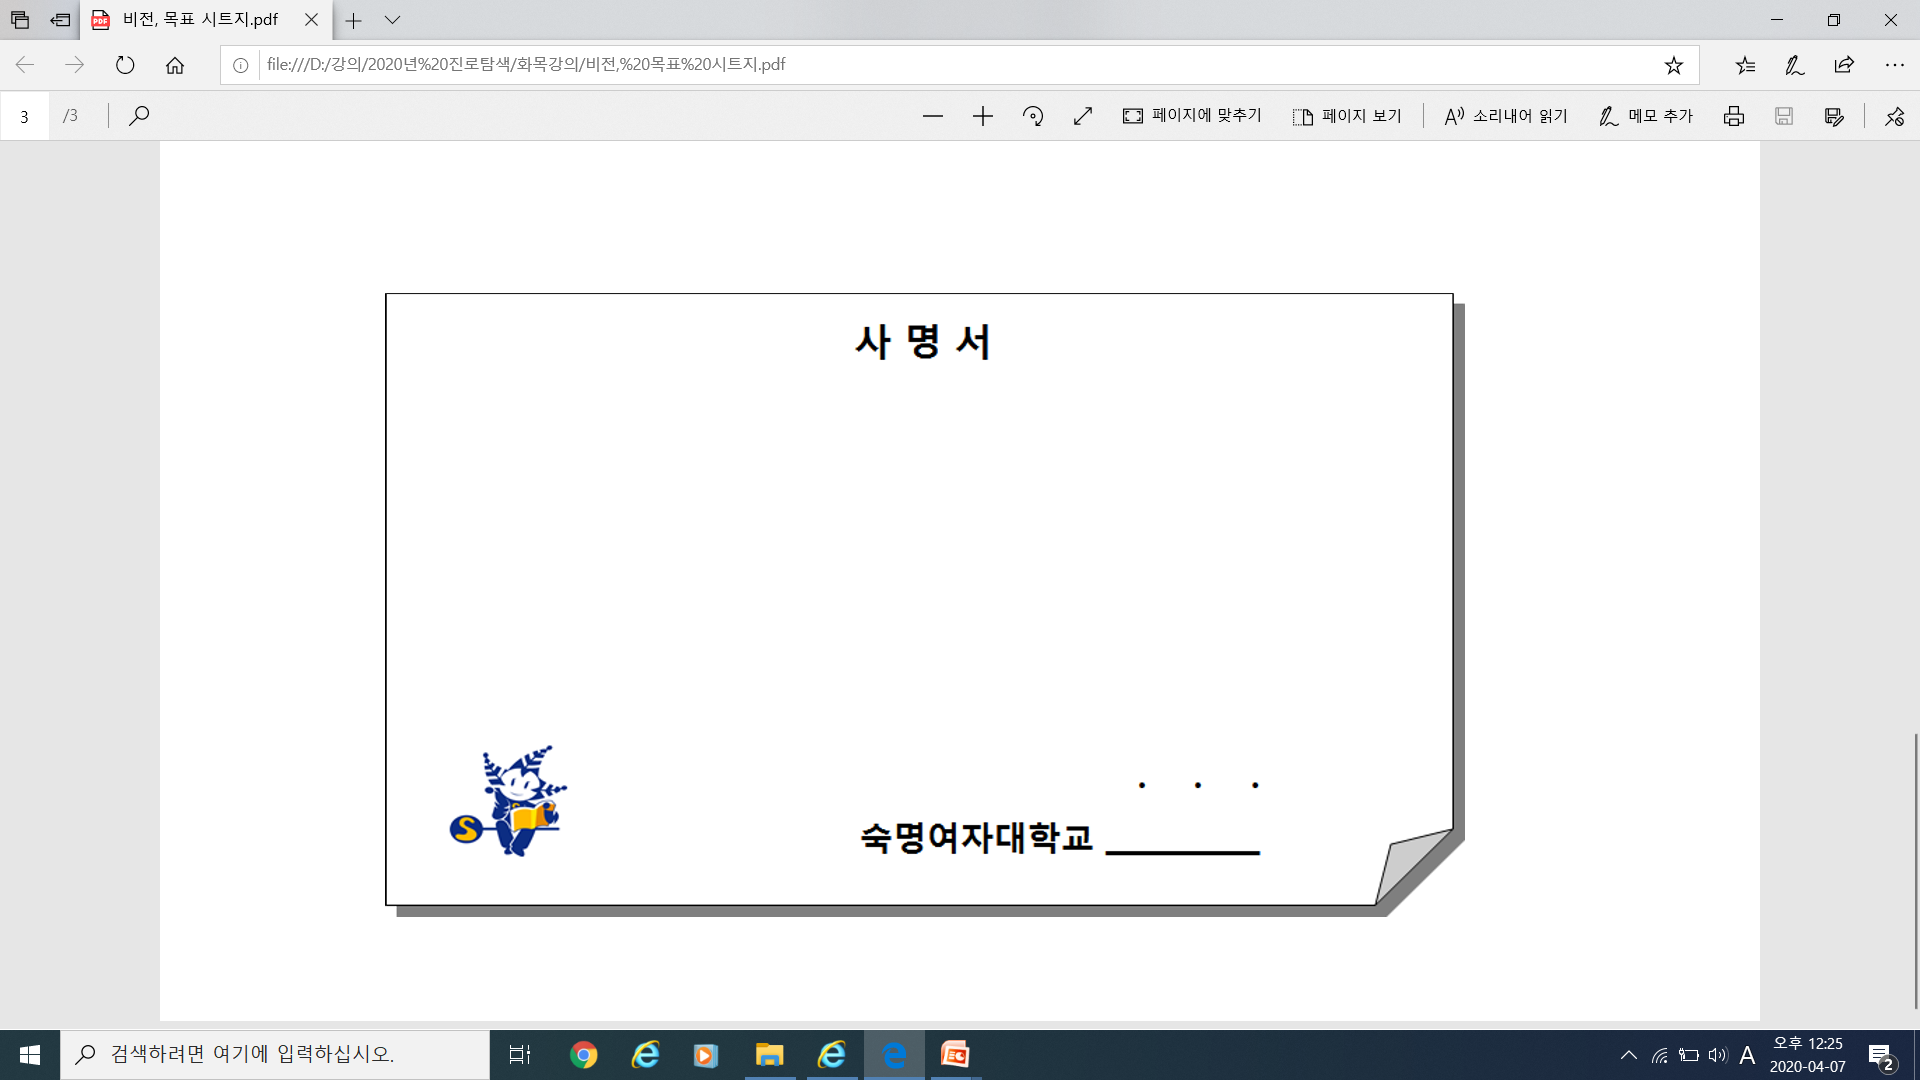 비전, 목표 시트지.pdf
file:///D:/강의/2020년%20진로탐색/화목강의/비전,%20목표%20시트지.pdf
3 /3 페이지에 맞추기 페이지 보기 소리내어 읽기 메모 추가
사 명 서
S
. . .
숙명여자대학교 ________
검색하려면 여기에 입력하십시오.
A
오후 12:25
2020-04-07
2